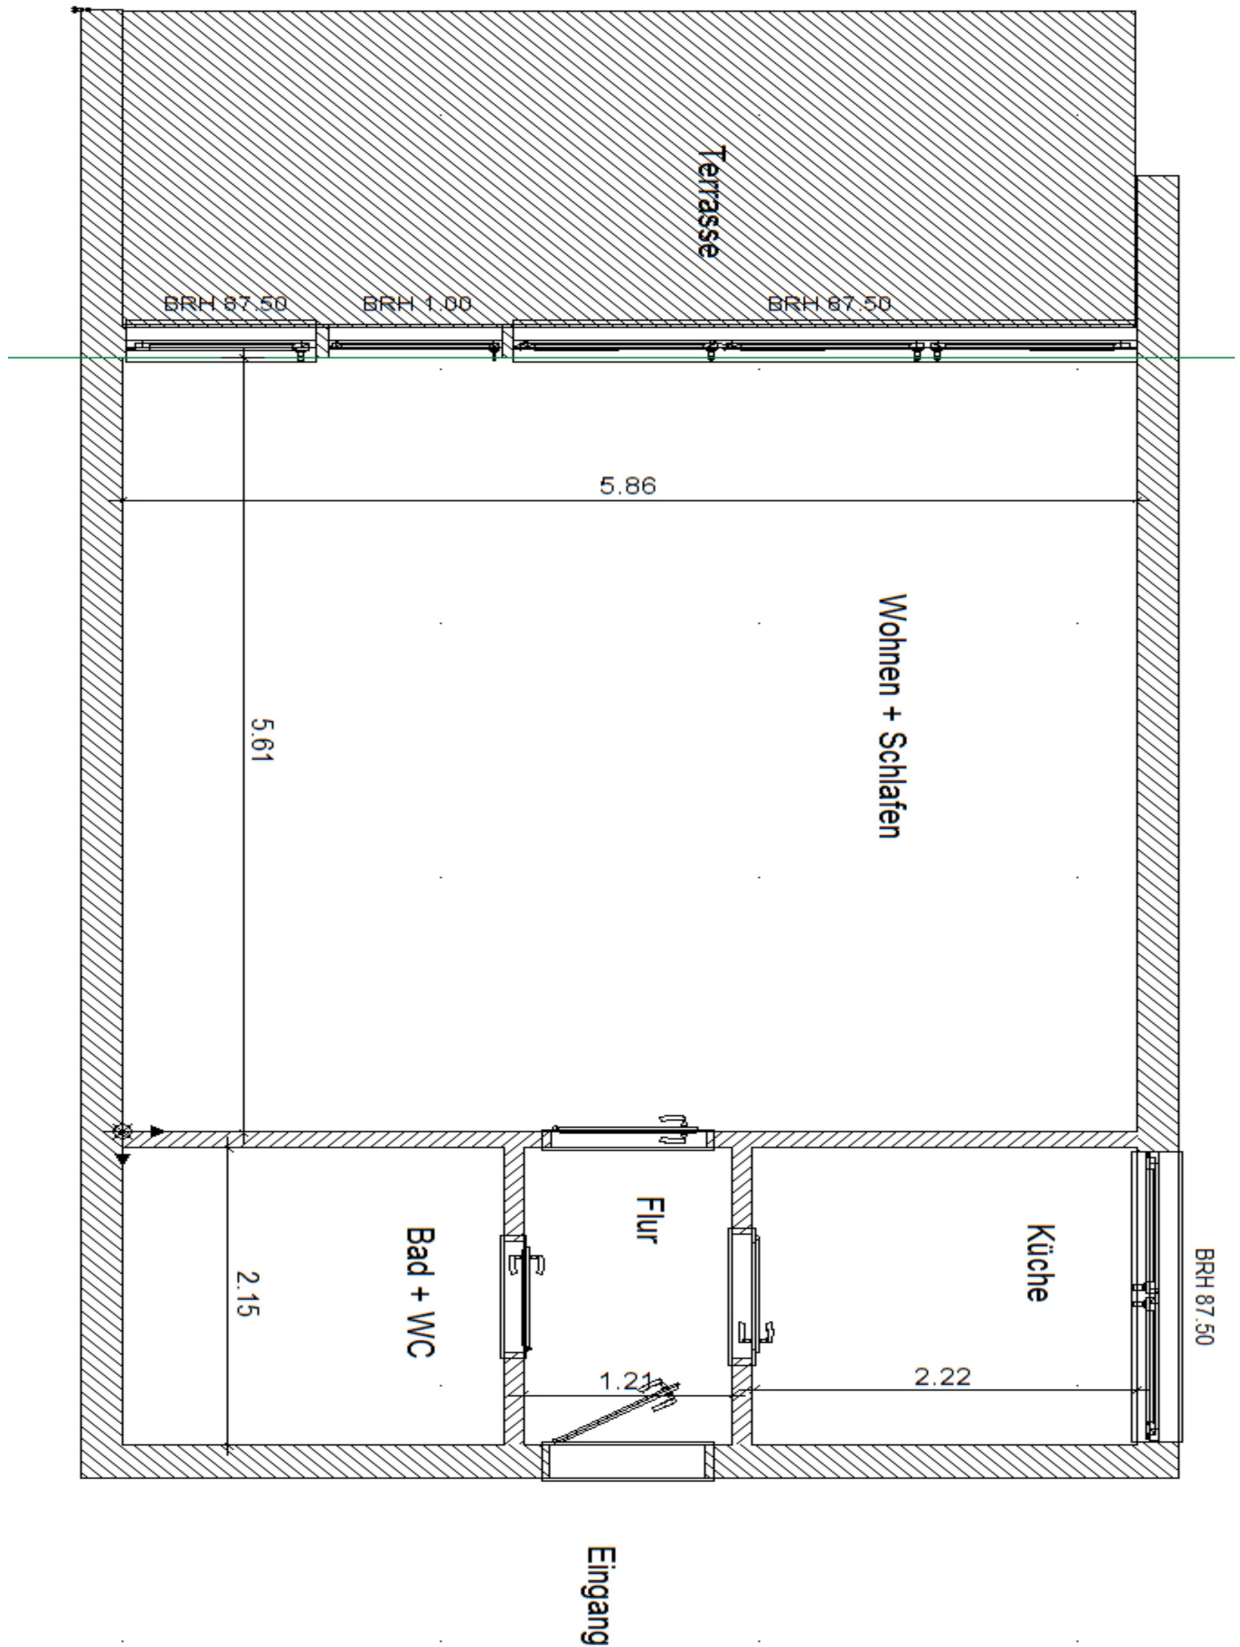 Terrasse
BRH 87.50
BRH 1.00
BRH 87.50
5.86
Wohnen + Schlafen
5.61
Flur
Küche
Bad + WC
2.15
BRH 87.50
1.21
2.22
Eingang